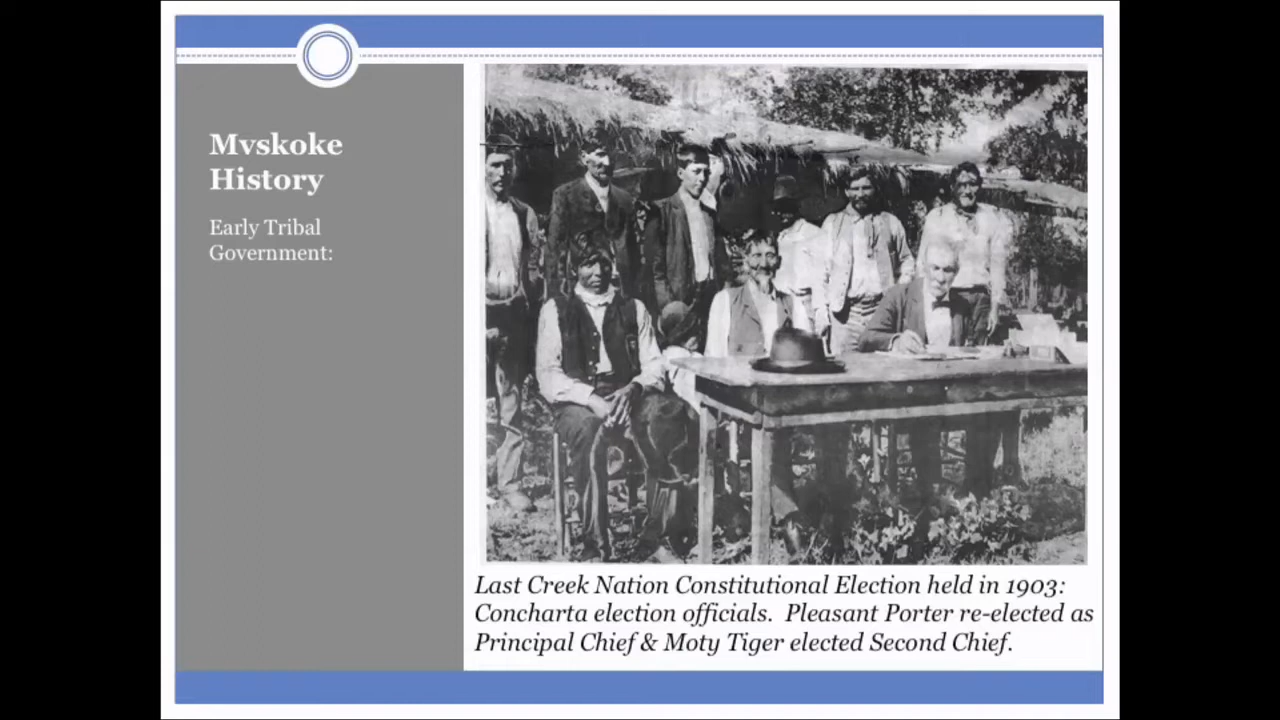 Mvskoke
History
Early Tribal
Government:
Last Creek Nation Constitutional Election held in 1903:
Concharta election officials.  Pleasant Porter re-elected as
Principal Chief & Moty Tiger elected Second Chief.